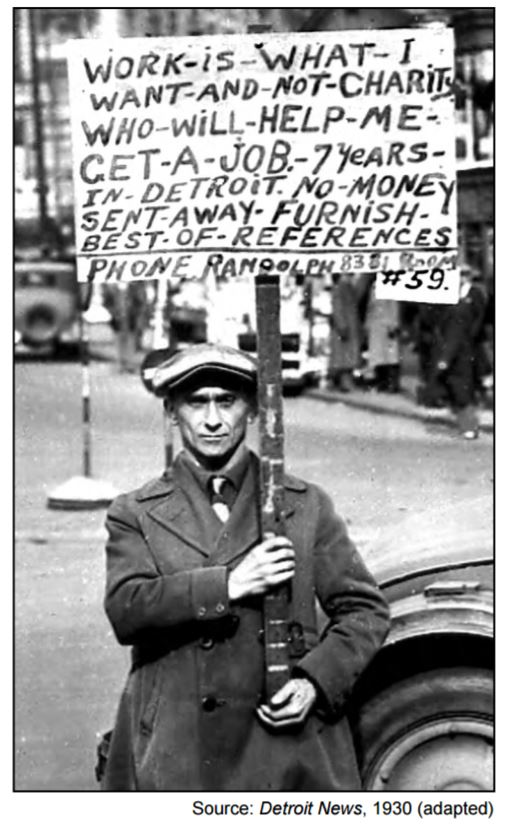 WORK-iS-WHAT-I
WANT-AND-NOT-CHARiTY
WHO-WiLL-HELP-ME-
GET-A-JOB.-7YeARS-
IN-DETROiT. NO-MONEY
SENT-AWAY- FURNiSH-
BEST-OF-REFERENCES
PHONE RANDOLPH 8381 ROOM
#59.
Source: Detroit News, 1930 (adapted)